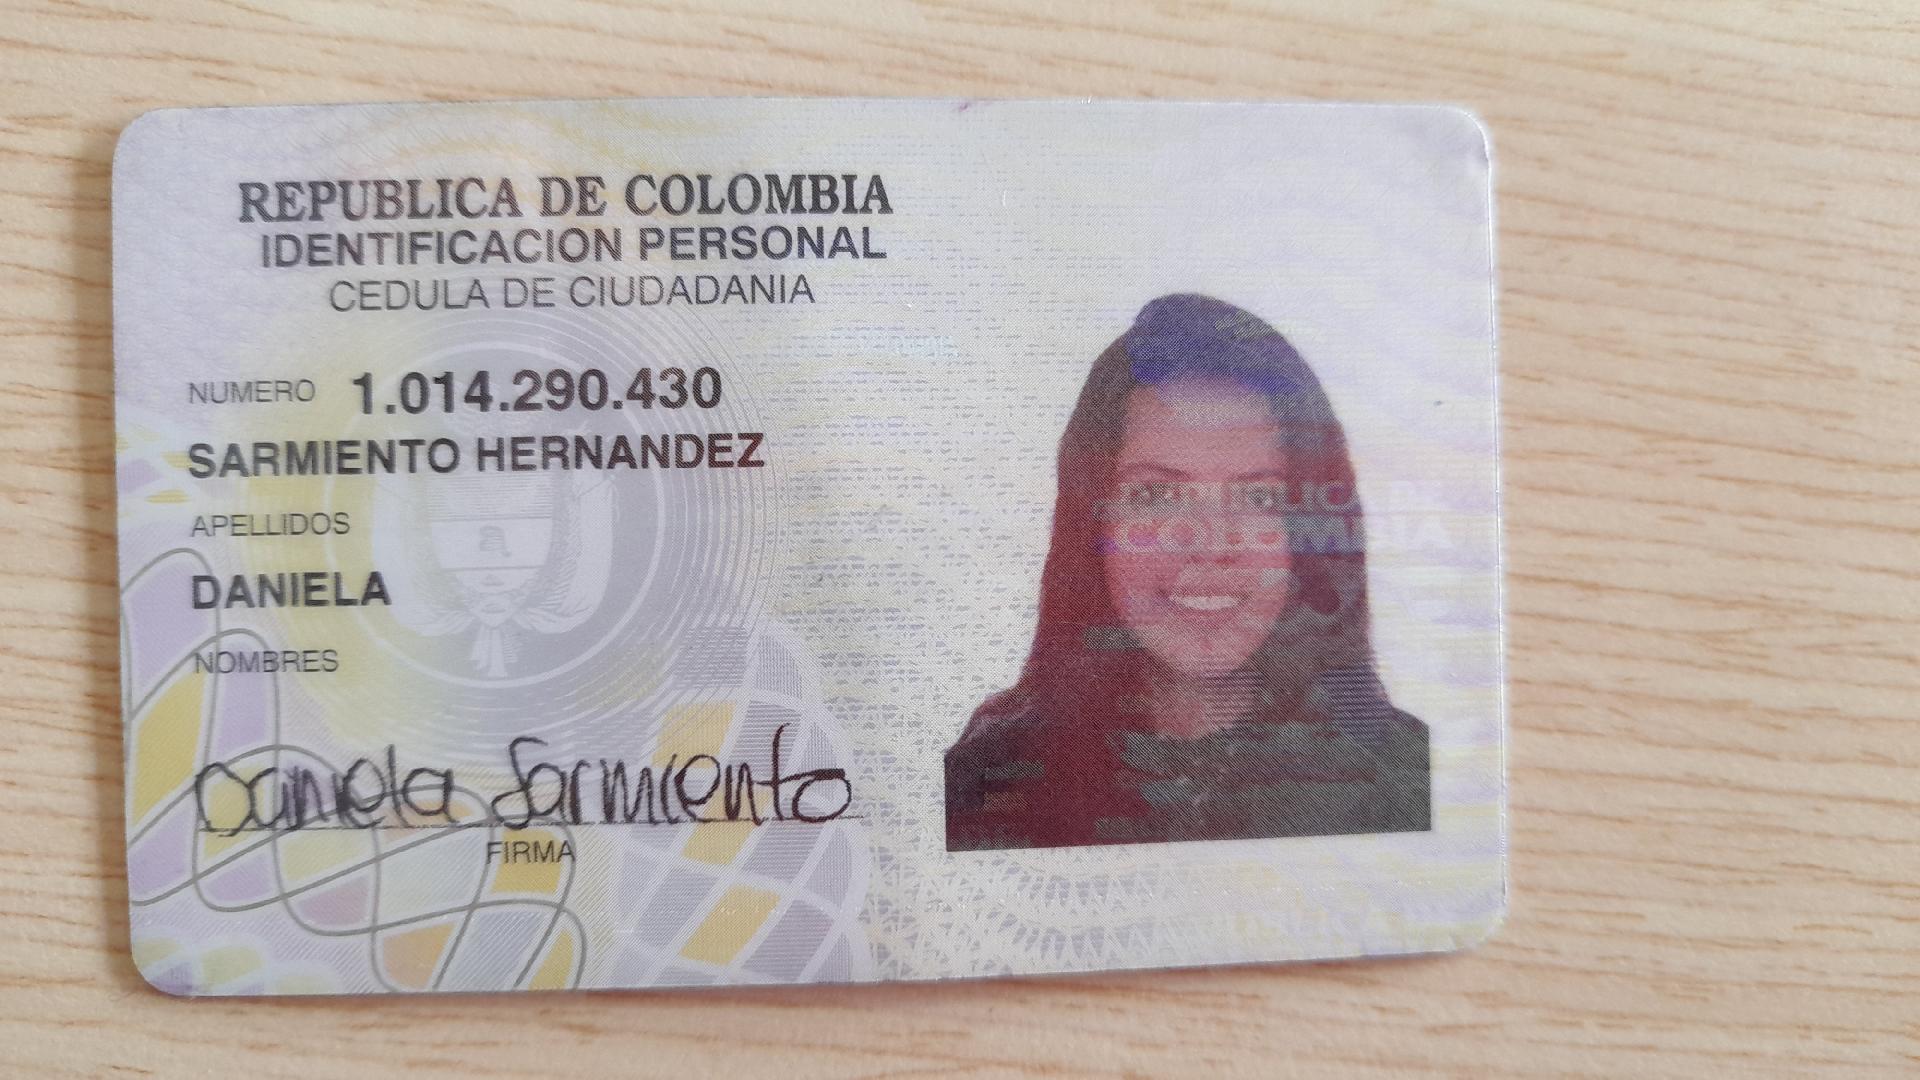 REPUBLICA DE COLOMBIA
IDENTIFICACION PERSONAL
CEDULA DE CIUDADANIA
NUMERO 1.014.290.430
SARMIENTO HERNANDEZ
APELLIDOS
DANIELA
NOMBRES
Daniela Sarmiento
FIRMA
REPUBLICA DE
COLOMBIA